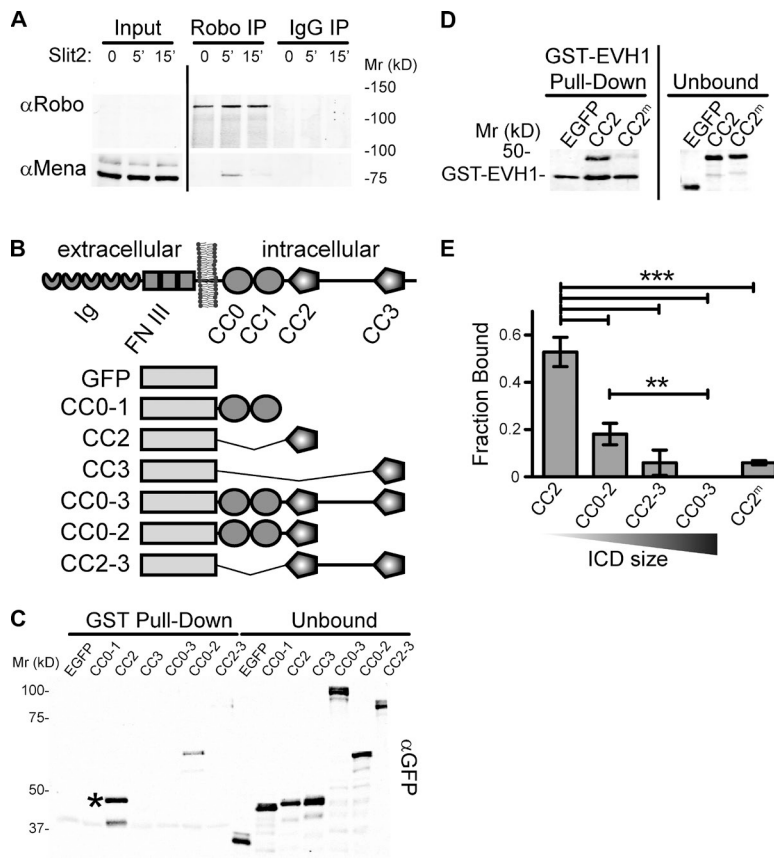 A
Input Robo IP IgG IP
Slit2: 0 5' 15' 0 5' 15' 0 5' 15'
Mr (kD)
αRobo
-150
-100
αMena
-100
-75
B
extracellular intracellular
Ig FN III CC0 CC1 CC2 CC3
GFP
CC0-1
CC2
CC3
CC0-3
CC0-2
CC2-3
C
GST Pull-Down Unbound
Mr (kD) EGFP CC0-1 CC2 CC3 CC0-3 CC0-2 CC2-3 EGFP CC0-1 CC2 CC3 CC0-3 CC0-2 CC2-3
100-
75-
50-
*
37-
αGFP
D
GST-EVH1
Pull-Down Unbound
Mr (kD) EGFP CC2 CC2m EGFP CC2 CC2m
50-
GST-EVH1-
E
***
**
Fraction Bound
0.6
0.4
0.2
0
CC2 CC0-2 CC2-3 CC0-3 CC2m
ICD size